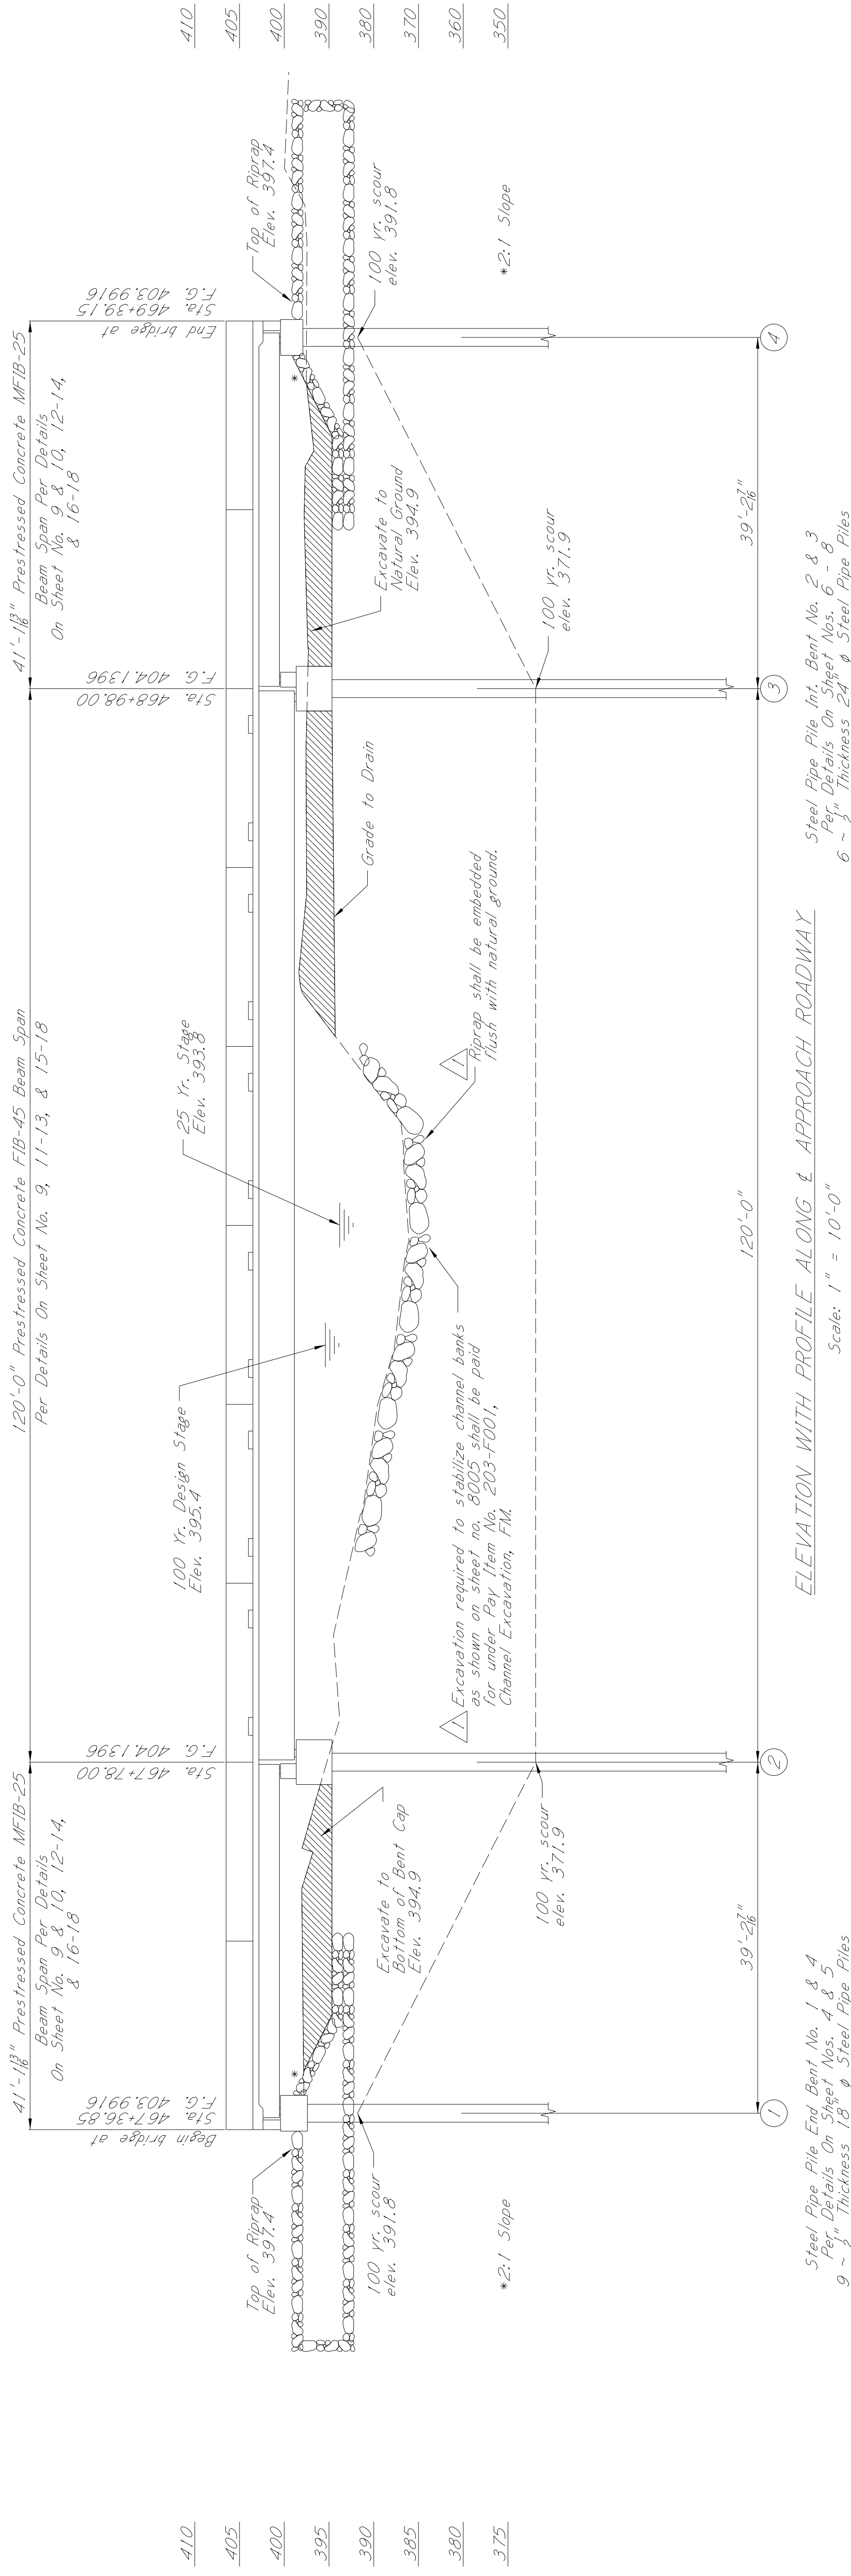 41'-1 13/16" Prestressed Concrete MFIB-25
Beam Span Per Details
On Sheet No. 9 & 10, 12-14,
& 16-18
120'-0" Prestressed Concrete FIB-45 Beam Span
Per Details On Sheet No. 9, 11-13, & 15-18
41'-1 13/16" Prestressed Concrete MFIB-25
Beam Span Per Details
On Sheet No. 9 & 10, 12-14,
& 16-18
Begin bridge at
Sta. 467+36.85
F.G. 403.9916
Sta. 467+78.00
F.G. 404.1396
Sta. 468+98.00
F.G. 404.1396
End bridge at
Sta. 469+39.15
F.G. 403.9916
410
405
400
395
390
385
380
375
410
405
400
390
380
370
360
350
Top of Riprap
Elev. 397.4
100 Yr. Design Stage
Elev. 395.4
25 Yr. Stage
Elev. 393.8
Top of Riprap
Elev. 397.4
*
*
100 yr. scour
elev. 391.8
Excavate to
Bottom of Bent Cap
Elev. 394.9
Grade to Drain
Excavate to
Natural Ground
Elev. 394.9
100 yr. scour
elev. 391.8
*2:1 Slope
1
Excavation required to stabilize channel banks
as shown on sheet no. 8005 shall be paid
for under Pay Item No. 203-F001,
Channel Excavation, FM.
1
Riprap shall be embedded
flush with natural ground.
*2:1 Slope
100 yr. scour
elev. 371.9
100 yr. scour
elev. 371.9
39'-2 7/16"
120'-0"
39'-2 7/16"
1
2
3
4
Steel Pipe Pile End Bent No. 1 & 4
Per Details On Sheet Nos. 4 & 5
9 ~ ½" Thickness 18" ϕ Steel Pipe Piles
ELEVATION WITH PROFILE ALONG ℄ APPROACH ROADWAY
Scale: 1" = 10'-0"
Steel Pipe Pile Int. Bent No. 2 & 3
Per Details On Sheet Nos. 6 - 8
6 ~ ½" Thickness 24" ϕ Steel Pipe Piles